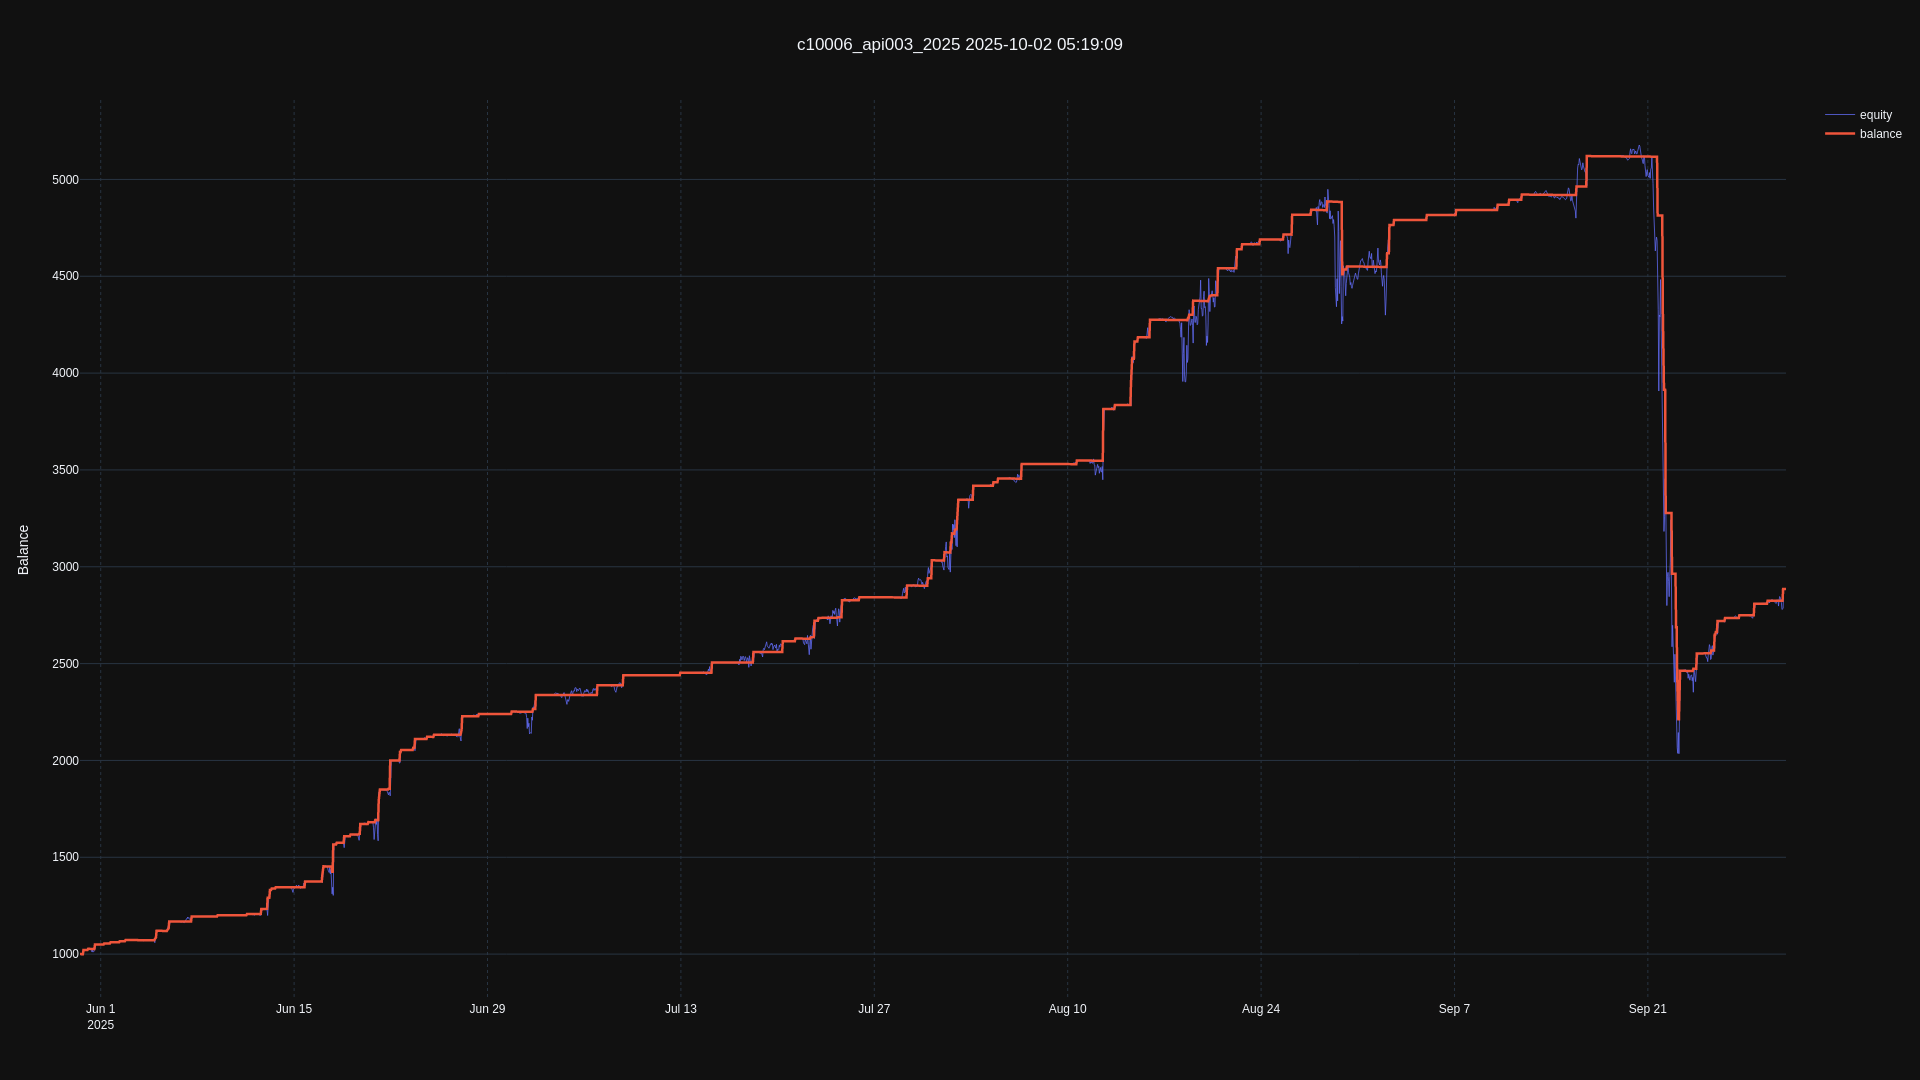 c10006_api003_2025 2025-10-02 05:19:09
equity
balance
Balance
5000
4500
4000
3500
3000
2500
2000
1500
1000
Jun 1
2025
Jun 15
Jun 29
Jul 13
Jul 27
Aug 10
Aug 24
Sep 7
Sep 21